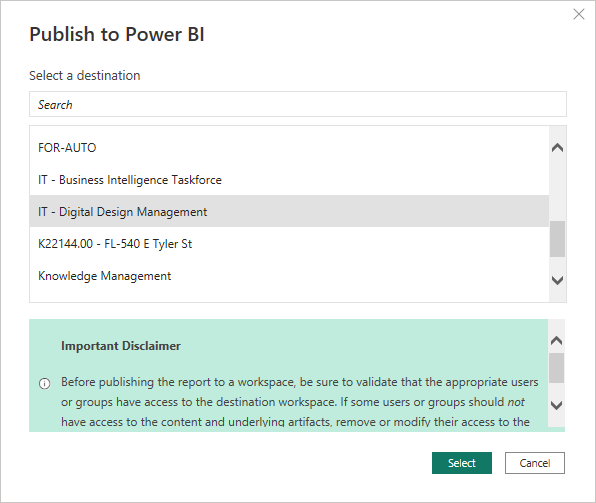 Publish to Power BI
Select a destination
Search
FOR-AUTO
IT - Business Intelligence Taskforce
IT - Digital Design Management
K22144.00 - FL-540 E Tyler St
Knowledge Management
Important Disclaimer
Before publishing the report to a workspace, be sure to validate that the appropriate users
or groups have access to the destination workspace. If some users or groups should not
have access to the content and underlying artifacts, remove or modify their access to the
Select
Cancel